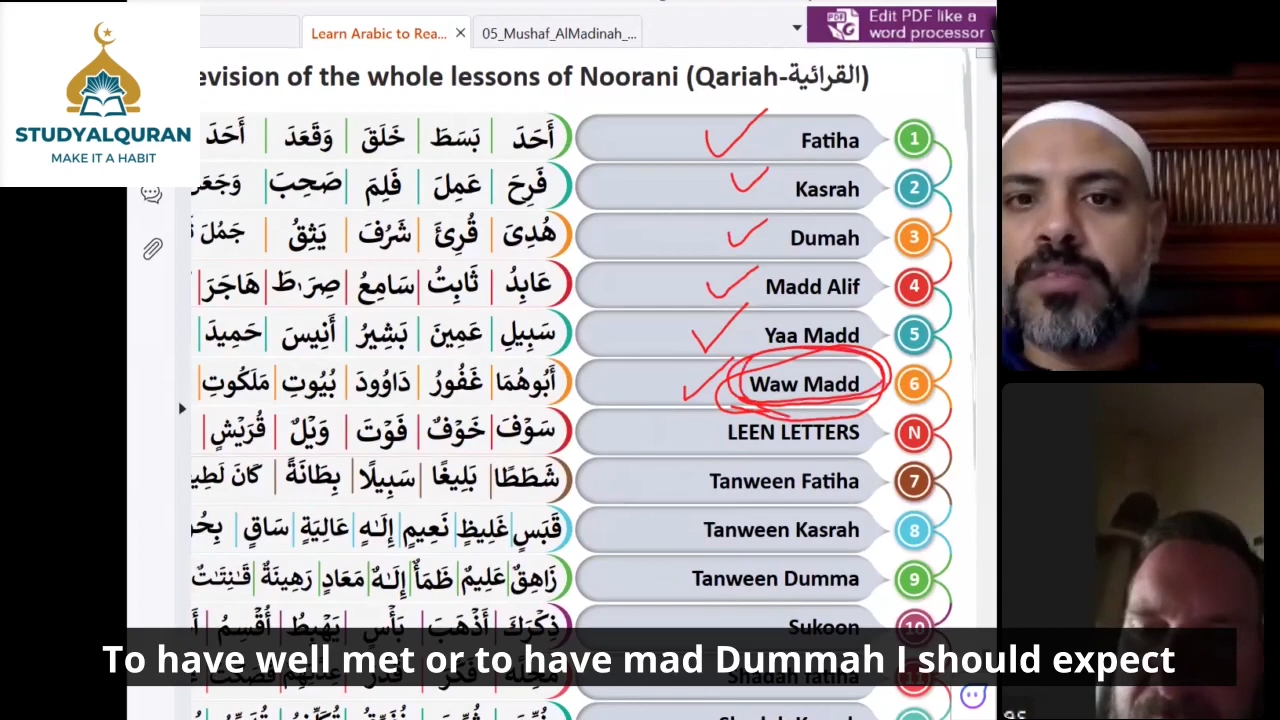 Learn Arabic to Rea... ×
05_Mushaf_AlMadinah_...
Edit PDF like a
word processor
STUDYALQURAN
MAKE IT A HABIT
evision of the whole lessons of Noorani (Qariah-القرائية)
أَحَدَ بَسَطَ خَلَقَ وَقَعَدَ أَحَدَ Fatiha 1
فَرِحَ عَمِلَ فَلِمَ صَحِبَ Kasrah 2
هُدِىَ قُرِئَ شَرُفَ يَثِقُ جَمُلَ Dumah 3
عَابِدُ ثَابِتُ سَامِعُ صِرَٰطَ هَاجَرَ Madd Alif 4
سَبِيلِ عَمِينَ بَشِيرُ أَنِيسَ حَمِيدَ Yaa Madd 5
أَبُوهُمَا غَفُورُ دَاوُودَ بُيُوتِ مَلَكُوتِ Waw Madd 6
سَوْفَ خَوْفٌ فَوْتَ وَيْلٌ قُرَيْشٍ LEEN LETTERS N
شَطَطًا بَلِيغًا سَبِيلًا بِطَانَةً كَانَ Tanween Fatiha 7
قَبَسٍ غَلِيظٍ نَعِيمٍ إِلَـٰهٍ عَالِيَةٍ سَاقٍ Tanween Kasrah 8
زَاهِقٌ عَلِيمٌ ظَمَأٌ إِلَـٰهٌ مَعَادٍ رَهِينَةٌ قَـٰنِتَـٰتٌ Tanween Dumma 9
ذِكْرَكَ أَذْهَبَ بَأْسٍ يَهْبِطُ أُقْسِمُ Sukoon 10
Shadah fatiha 11
To have well met or to have mad Dummah I should expect